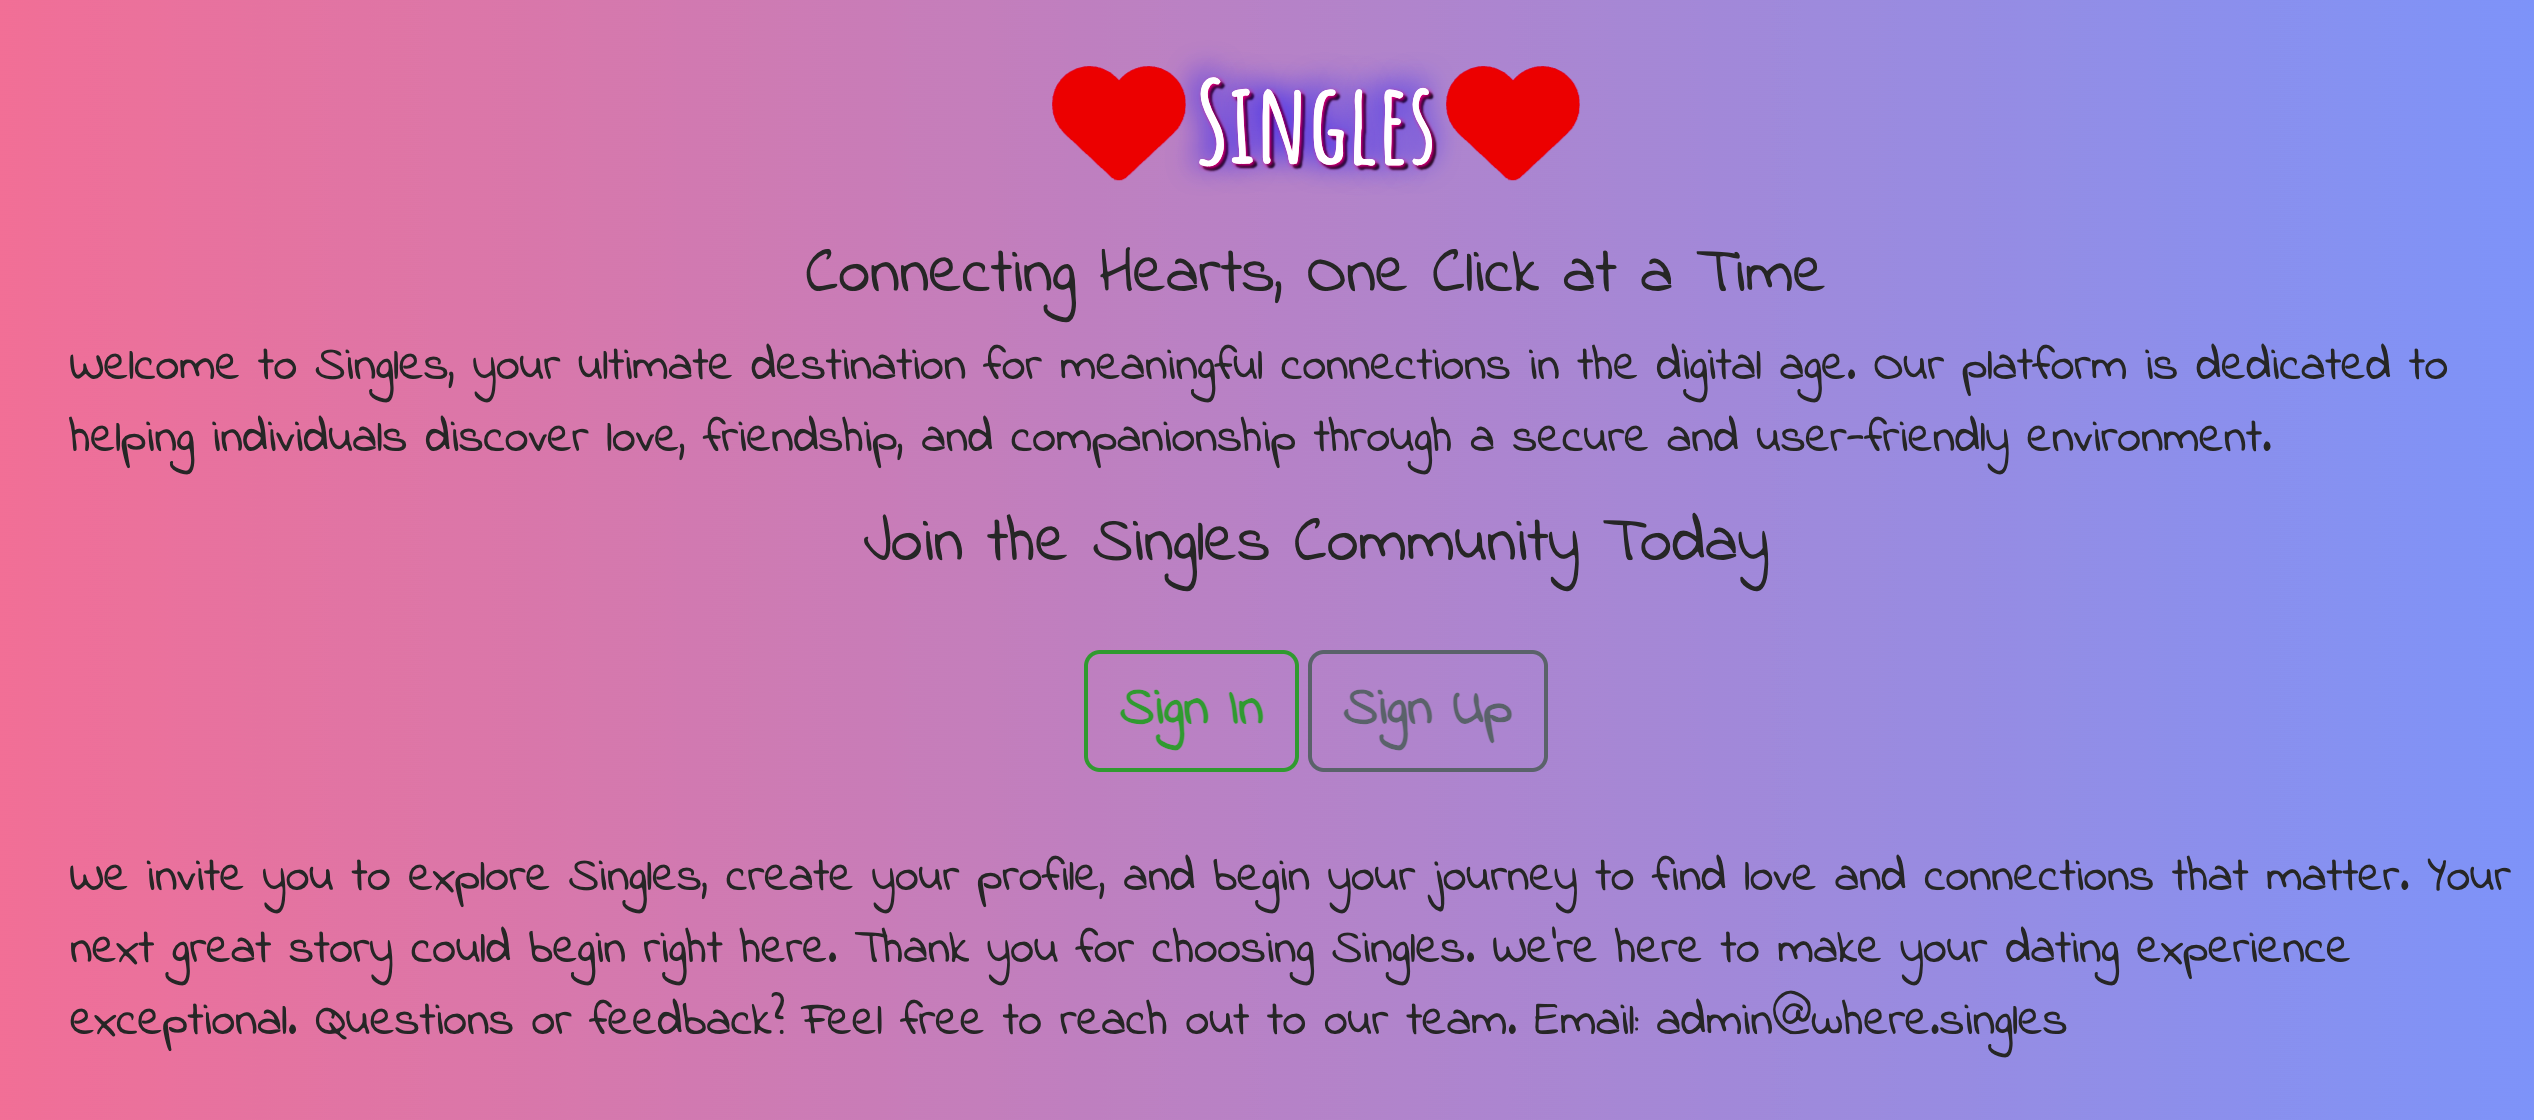 Singles
Connecting Hearts, One Click at a Time
Welcome to Singles, your ultimate destination for meaningful connections in the digital age. Our platform is dedicated to
helping individuals discover love, friendship, and companionship through a secure and user-friendly environment.
Join the Singles Community Today
Sign In Sign Up
We invite you to explore Singles, create your profile, and begin your journey to find love and connections that matter. Your
next great story could begin right here. Thank you for choosing Singles. We're here to make your dating experience
exceptional. Questions or feedback? Feel free to reach out to our team. Email: admin@where.singles